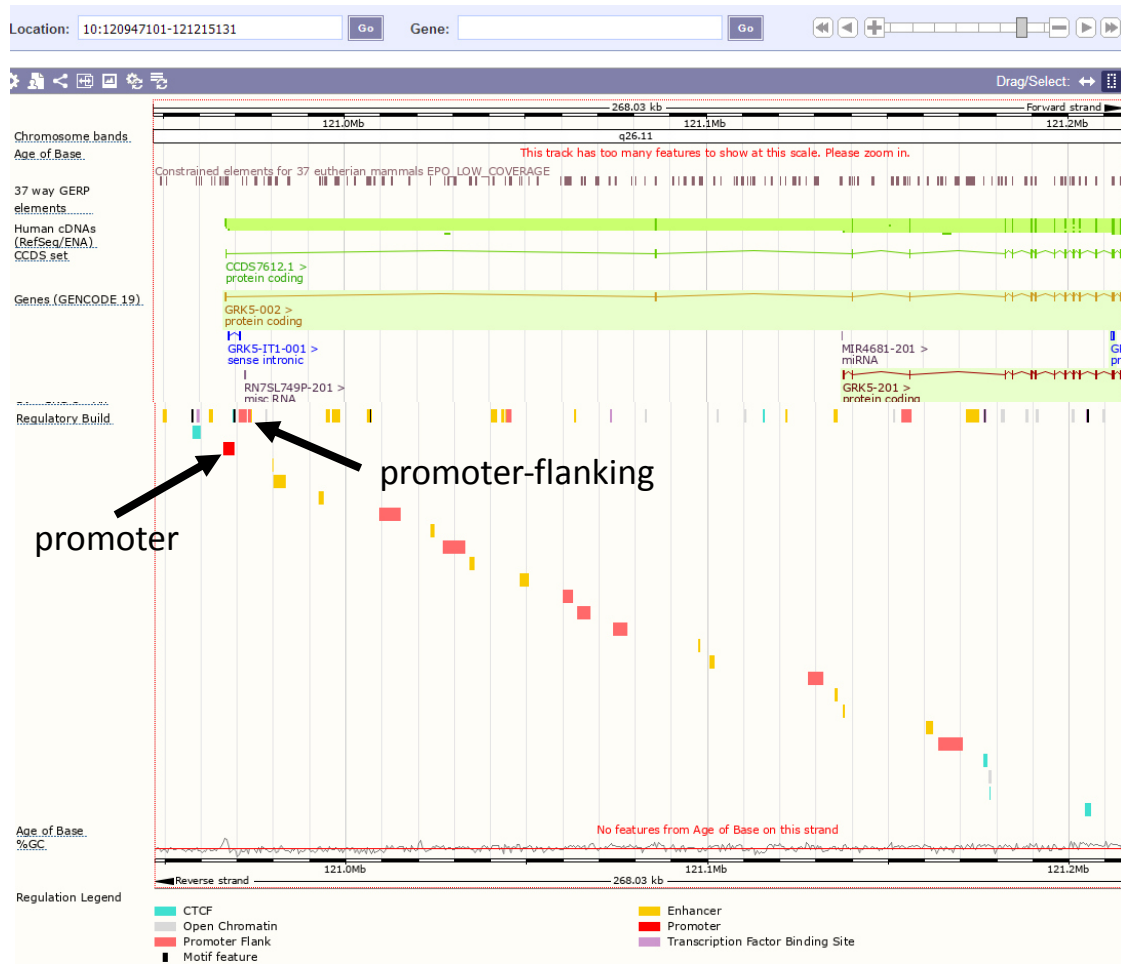 Location: 10:120947101-121215131 Go Gene: Go
Drag/Select:
268.03 kb Forward strand
121.0Mb 121.1Mb 121.2Mb
Chromosome bands q26.11
Age of Base This track has too many features to show at this scale. Please zoom in.
Constrained elements for 37 eutherian mammals EPO_LOW_COVERAGE
37 way GERP
elements
Human cDNAs
(RefSeq/ENA)
CCDS set
CCDS7612.1 >
protein coding
Genes (GENCODE 19)
GRK5-002 >
protein coding
GRK5-IT1-001 > MIR4681-201 >
sense intronic miRNA
RN7SL749P-201 > GRK5-201 >
misc RNA protein coding
Regulatory Build
promoter-flanking
promoter
Age of Base No features from Age of Base on this strand
%GC
121.0Mb 121.1Mb 121.2Mb
Reverse strand 268.03 kb
Regulation Legend
CTCF Enhancer
Open Chromatin Promoter
Promoter Flank Transcription Factor Binding Site
Motif feature